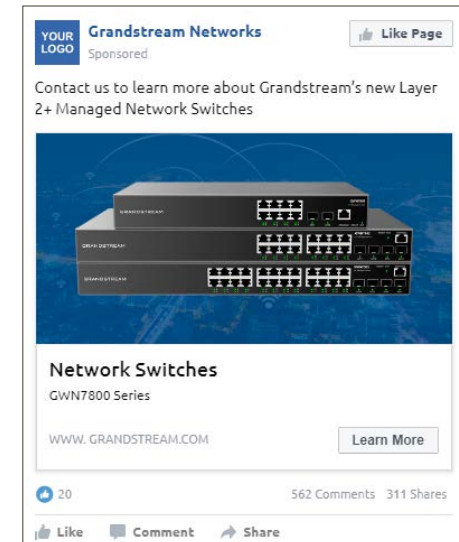 YOUR
LOGO
Grandstream Networks
Sponsored
Like Page
Contact us to learn more about Grandstream's new Layer
2+ Managed Network Switches
GRANDSTREAM
GRANDSTREAM
GRANDSTREAM
Network Switches
GWN7800 Series
WWW. GRANDSTREAM.COM
Learn More
20
562 Comments 311 Shares
Like Comment Share